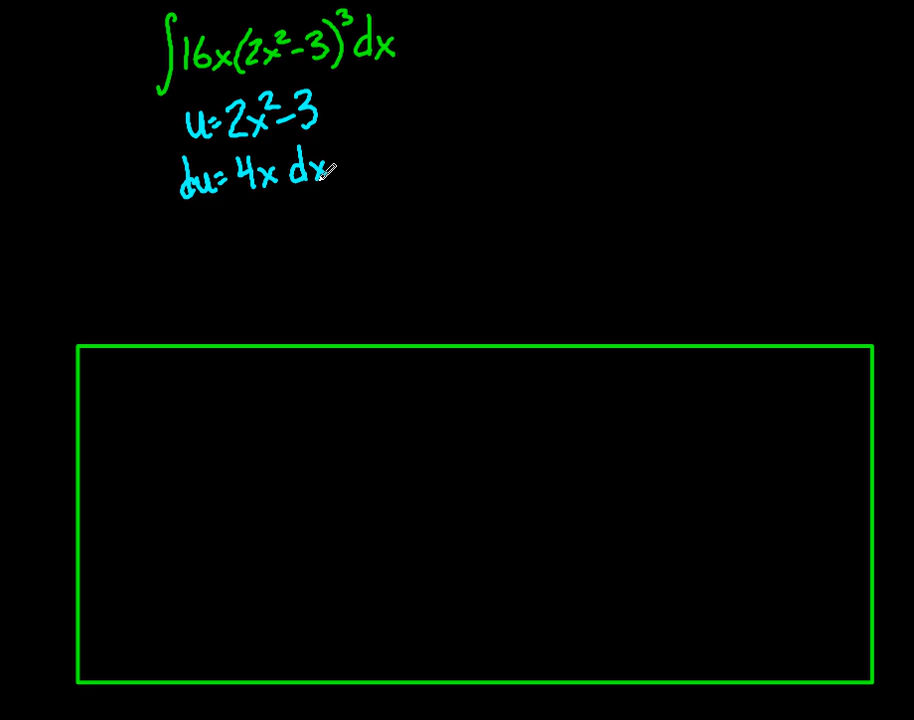 ∫16x(2x²-3)³dx
u=2x²-3
du=4x dx